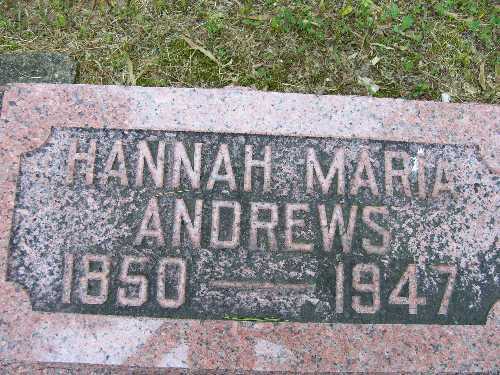 HANNAH MARIA
ANDREWS
1850 — 1947